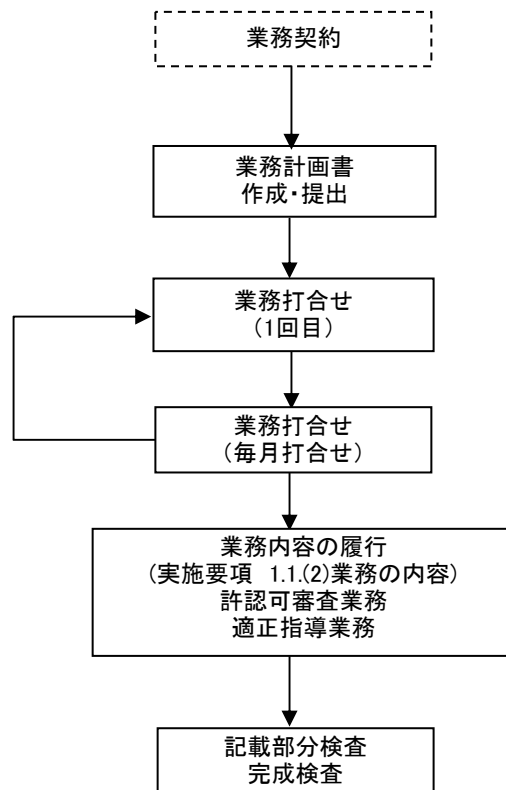 業務契約
業務計画書
作成・提出
業務打合せ
（1回目）
業務打合せ
（毎月打合せ）
業務内容の履行
（実施要項　1.1.(2)業務の内容）
許認可審査業務
適正指導業務
記載部分検査
完成検査